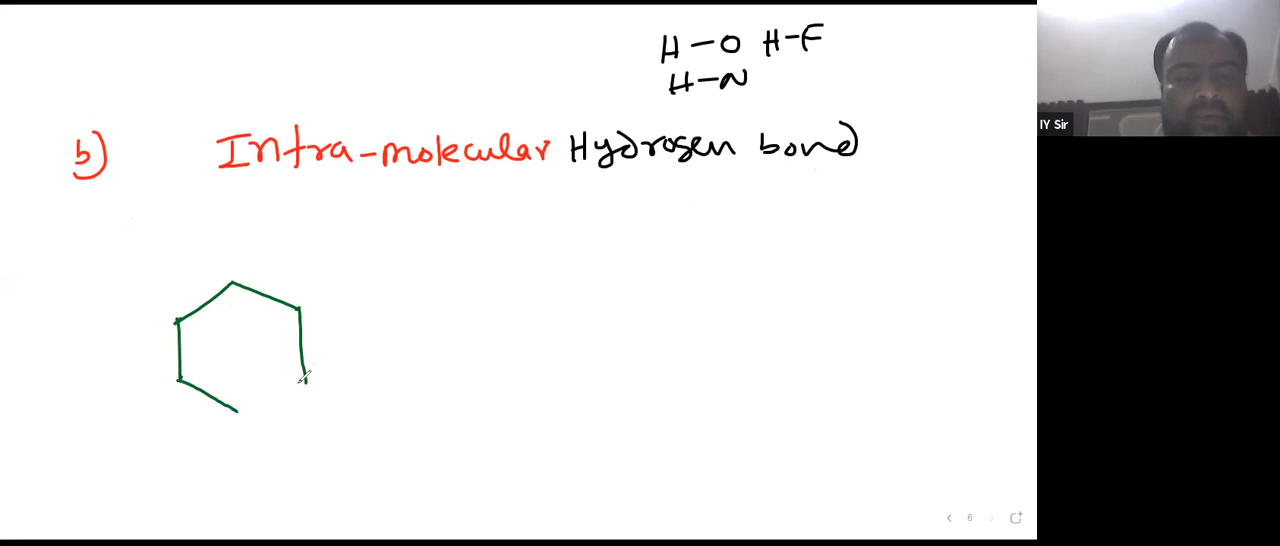 H-O H-F
H-N
b) Intra-molecular Hydrogen bond
IY Sir
6